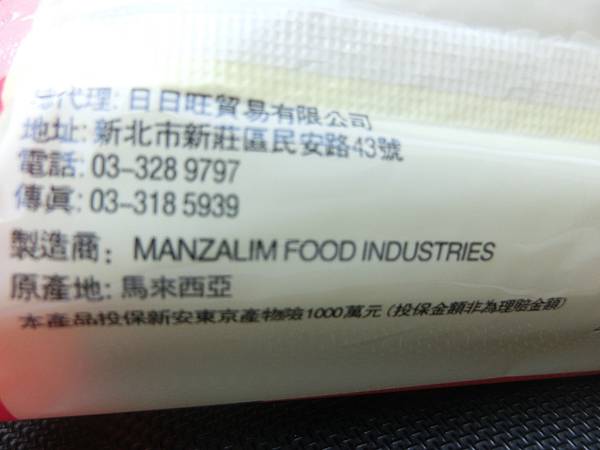 代理: 日日旺貿易有限公司
地址: 新北市新莊區民安路43號
電話: 03-328 9797
傳眞: 03-318 5939
製造商: MANZALIM FOOD INDUSTRIES
原產地: 馬來西亞
本產品投保新安東京產物險1000萬元 (投保金額非為理賠金額)